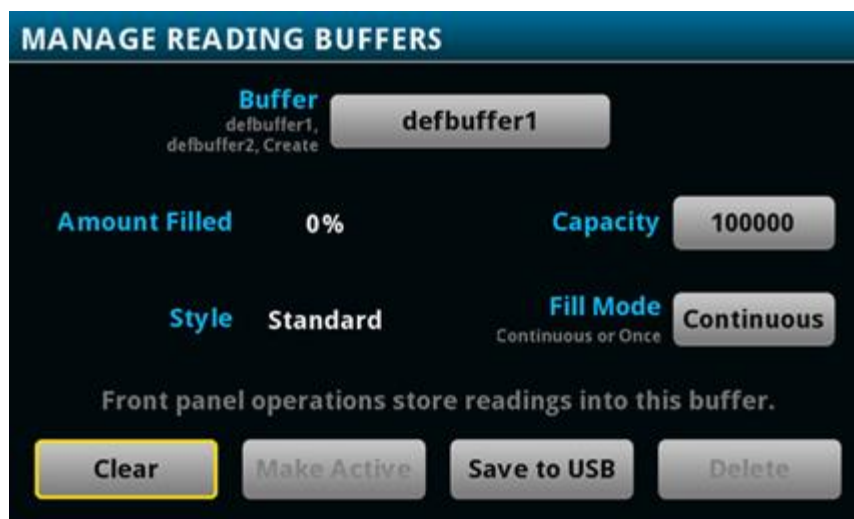 MANAGE READING BUFFERS
Buffer
defbuffer1,
defbuffer2, Create
defbuffer1
Amount Filled 0% Capacity 100000
Style Standard Fill Mode
Continuous or Once
Continuous
Front panel operations store readings into this buffer.
Clear Make Active Save to USB Delete